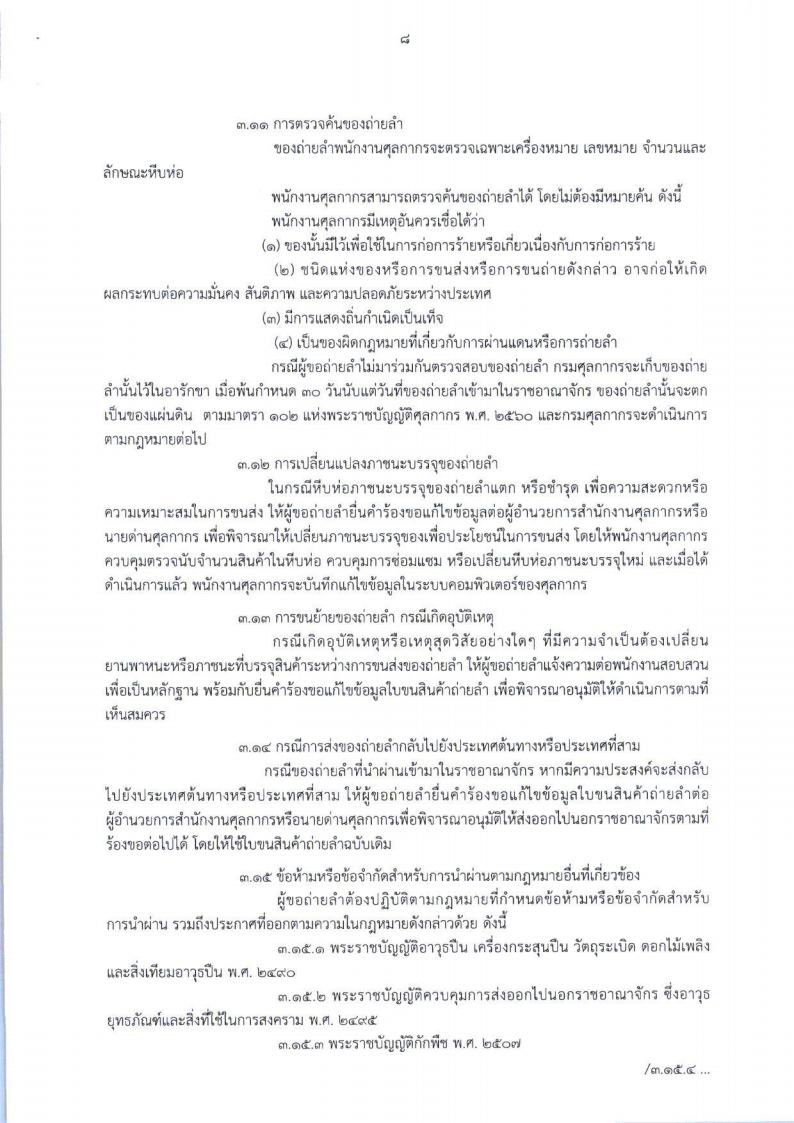 ๘
๓.๑๑ การตรวจค้นของถ่ายลำ
ของถ่ายลำพนักงานศุลกากรจะตรวจเฉพาะเครื่องหมาย เลขหมาย จำนวนและ
ลักษณะหีบห่อ
พนักงานศุลกากรสามารถตรวจค้นของถ่ายลำได้ โดยไม่ต้องมีหมายค้น ดังนี้
พนักงานศุลกากรมีเหตุอันควรเชื่อได้ว่า
(๑) ของนั้นมีไว้เพื่อใช้ในการก่อการร้ายหรือเกี่ยวเนื่องกับการก่อการร้าย
(๒) ชนิดแห่งของหรือการขนส่งหรือการขนถ่ายดังกล่าว อาจก่อให้เกิด
ผลกระทบต่อความมั่นคง สันติภาพ และความปลอดภัยระหว่างประเทศ
(๓) มีการแสดงถิ่นกำเนิดเป็นเท็จ
(๔) เป็นของผิดกฎหมายที่เกี่ยวกับการผ่านแดนหรือการถ่ายลำ
กรณีผู้ขอถ่ายลำไม่มาร่วมกันตรวจสอบของถ่ายลำ กรมศุลกากรจะเก็บของถ่าย
ลำนั้นไว้ในอารักขา เมื่อพ้นกำหนด ๓๐ วันนับแต่วันที่ของถ่ายลำเข้ามาในราชอาณาจักร ของถ่ายลำนั้นจะตก
เป็นของแผ่นดิน ตามมาตรา ๑๐๒ แห่งพระราชบัญญัติศุลกากร พ.ศ. ๒๕๖๐ และกรมศุลกากรจะดำเนินการ
ตามกฎหมายต่อไป
๓.๑๒ การเปลี่ยนแปลงภาชนะบรรจุของถ่ายลำ
ในกรณีหีบห่อภาชนะบรรจุของถ่ายลำแตก หรือชำรุด เพื่อความสะดวกหรือ
ความเหมาะสมในการขนส่ง ให้ผู้ขอถ่ายลำยื่นคำร้องขอแก้ไขข้อมูลต่อผู้อำนวยการสำนักงานศุลกากรหรือ
นายด่านศุลกากร เพื่อพิจารณาให้เปลี่ยนภาชนะบรรจุของเพื่อประโยชน์ในการขนส่ง โดยให้พนักงานศุลกากร
ควบคุมตรวจนับจำนวนสินค้าในหีบห่อ ควบคุมการซ่อมแซม หรือเปลี่ยนหีบห่อภาชนะบรรจุใหม่ และเมื่อได้
ดำเนินการแล้ว พนักงานศุลกากรจะบันทึกแก้ไขข้อมูลในระบบคอมพิวเตอร์ของศุลกากร
๓.๑๓ การขนย้ายของถ่ายลำ กรณีเกิดอุบัติเหตุ
กรณีเกิดอุบัติเหตุหรือเหตุสุดวิสัยอย่างใดๆ ที่มีความจำเป็นต้องเปลี่ยน
ยานพาหนะหรือภาชนะที่บรรจุสินค้าระหว่างการขนส่งของถ่ายลำ ให้ผู้ขอถ่ายลำแจ้งความต่อพนักงานสอบสวน
เพื่อเป็นหลักฐาน พร้อมกับยื่นคำร้องขอแก้ไขข้อมูลใบขนสินค้าถ่ายลำ เพื่อพิจารณาอนุมัติให้ดำเนินการตามที่
เห็นสมควร
๓.๑๔ กรณีการส่งของถ่ายลำกลับไปยังประเทศต้นทางหรือประเทศที่สาม
กรณีของถ่ายลำที่นำผ่านเข้ามาในราชอาณาจักร หากมีความประสงค์จะส่งกลับ
ไปยังประเทศต้นทางหรือประเทศที่สาม ให้ผู้ขอถ่ายลำยื่นคำร้องขอแก้ไขข้อมูลใบขนสินค้าถ่ายลำต่อ
ผู้อำนวยการสำนักงานศุลกากรหรือนายด่านศุลกากรเพื่อพิจารณาอนุมัติให้ส่งออกไปนอกราชอาณาจักรตามที่
ร้องขอต่อไปได้ โดยให้ใช้ใบขนสินค้าถ่ายลำฉบับเดิม
๓.๑๕ ข้อห้ามหรือข้อจำกัดสำหรับการนำผ่านตามกฎหมายอื่นที่เกี่ยวข้อง
ผู้ขอถ่ายลำต้องปฏิบัติตามกฎหมายที่กำหนดข้อห้ามหรือข้อจำกัดสำหรับ
การนำผ่าน รวมถึงประกาศที่ออกตามความในกฎหมายดังกล่าวด้วย ดังนี้
๓.๑๕.๑ พระราชบัญญัติอาวุธปืน เครื่องกระสุนปืน วัตถุระเบิด ดอกไม้เพลิง
และสิ่งเทียมอาวุธปืน พ.ศ. ๒๔๙๐
๓.๑๕.๒ พระราชบัญญัติควบคุมการส่งออกไปนอกราชอาณาจักร ซึ่งอาวุธ
ยุทธภัณฑ์และสิ่งที่ใช้ในการสงคราม พ.ศ. ๒๔๙๕
๓.๑๕.๓ พระราชบัญญัติกักพืช พ.ศ. ๒๕๐๗
/๓.๑๕.๔ ...